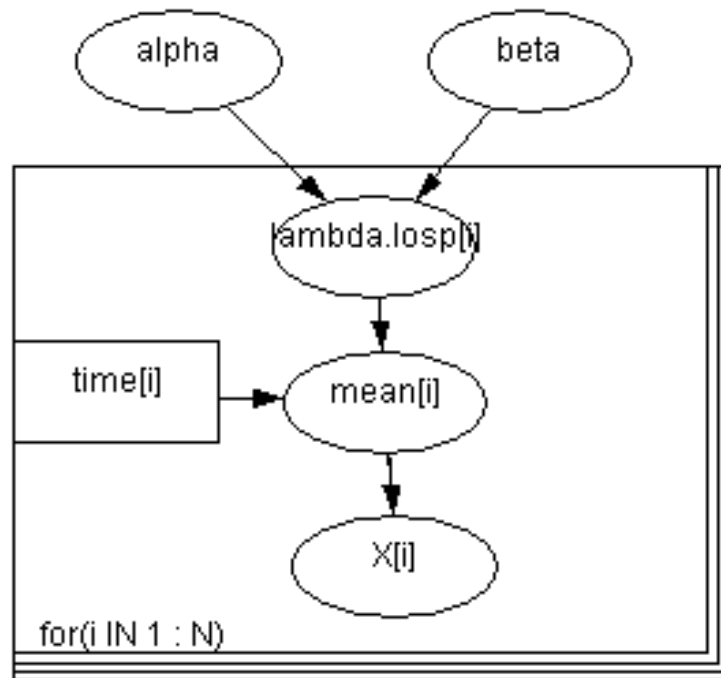 alpha
beta
lambda.losp[i]
time[i]
mean[i]
X[i]
for(i IN 1 : N)